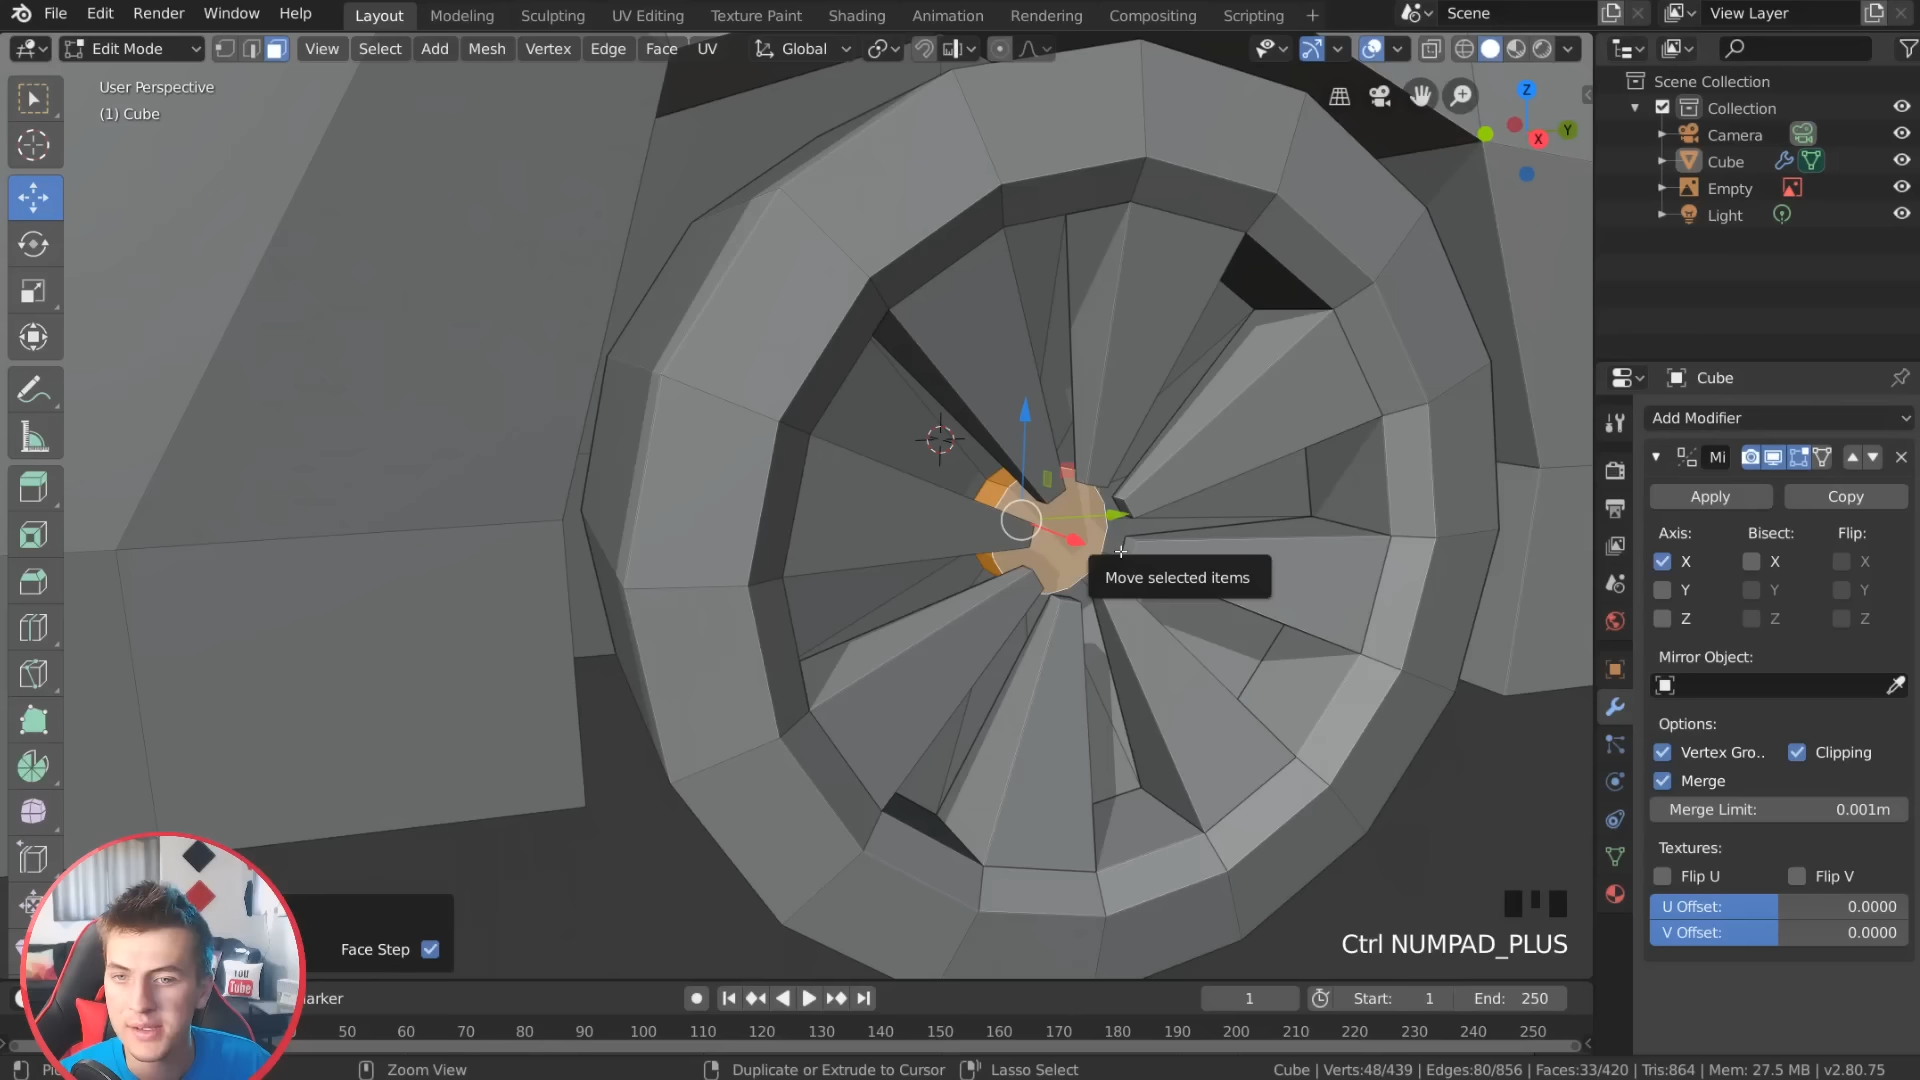 File Edit Render Window Help Layout Modeling Sculpting UV Editing Texture Paint Shading Animation Rendering Compositing Scripting + Scene View Layer
Edit Mode View Select Add Mesh Vertex Edge Face UV Global
User Perspective
(1) Cube
Z
Y
X
Scene Collection
Collection
Camera
Cube
Empty
Light
Cube
Add Modifier
Mi
Apply Copy
Axis: Bisect: Flip:
X X X
Y Y Y
Z Z Z
Mirror Object:
Options:
Vertex Gro.. Clipping
Merge
Merge Limit: 0.001m
Textures:
Flip U Flip V
U Offset: 0.0000
V Offset: 0.0000
Move selected items
Ctrl NUMPAD_PLUS
Face Step
You
Tube
arker 1 Start: 1 End: 250
50 60 70 80 90 100 110 120 130 140 150 160 170 180 190 200 210 220 230 240 250
Zoom View Duplicate or Extrude to Cursor Lasso Select Cube | Verts:48/439 | Edges:80/856 | Faces:33/420 | Tris:864 | Mem: 27.5 MB | v2.80.75